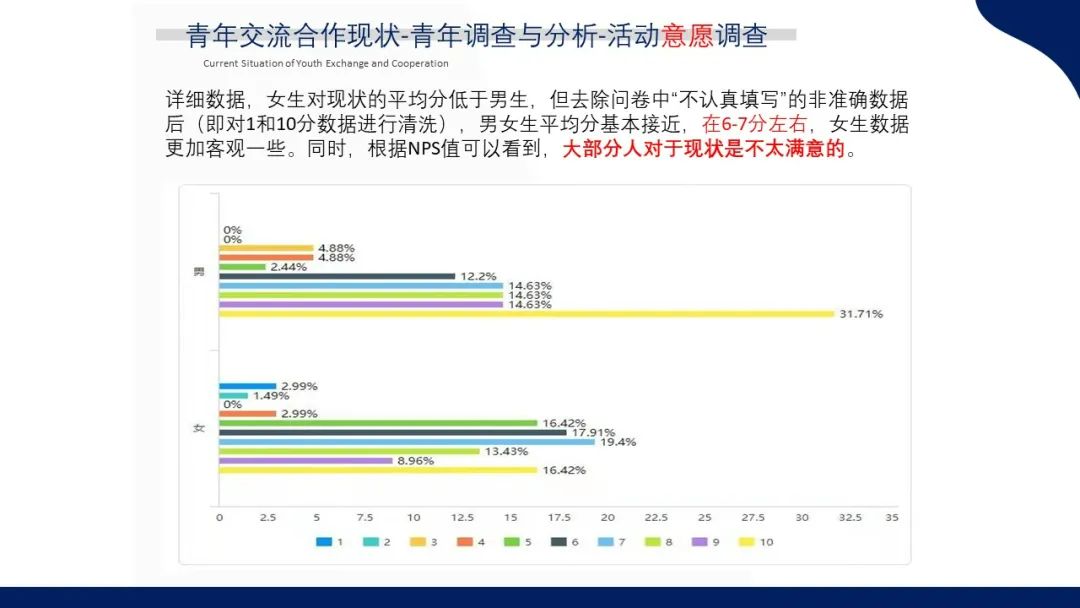 青年交流合作现状-青年调查与分析-活动意愿调查
Current Situation of Youth Exchange and Cooperation
详细数据，女生对现状的平均分低于男生，但去除问卷中“不认真填写”的非准确数据
后（即对1和10分数据进行清洗），男女生平均分基本接近，在6-7分左右，女生数据
更加客观一些。同时，根据NPS值可以看到，大部分人对于现状是不太满意的。
0%
0%
4.88%
4.88%
2.44%
男
12.2%
14.63%
14.63%
14.63%
31.71%
2.99%
1.49%
0%
2.99%
16.42%
女
17.91%
19.4%
13.43%
8.96%
16.42%
0 2.5 5 7.5 10 12.5 15 17.5 20 22.5 25 27.5 30 32.5 35
1 2 3 4 5 6 7 8 9 10